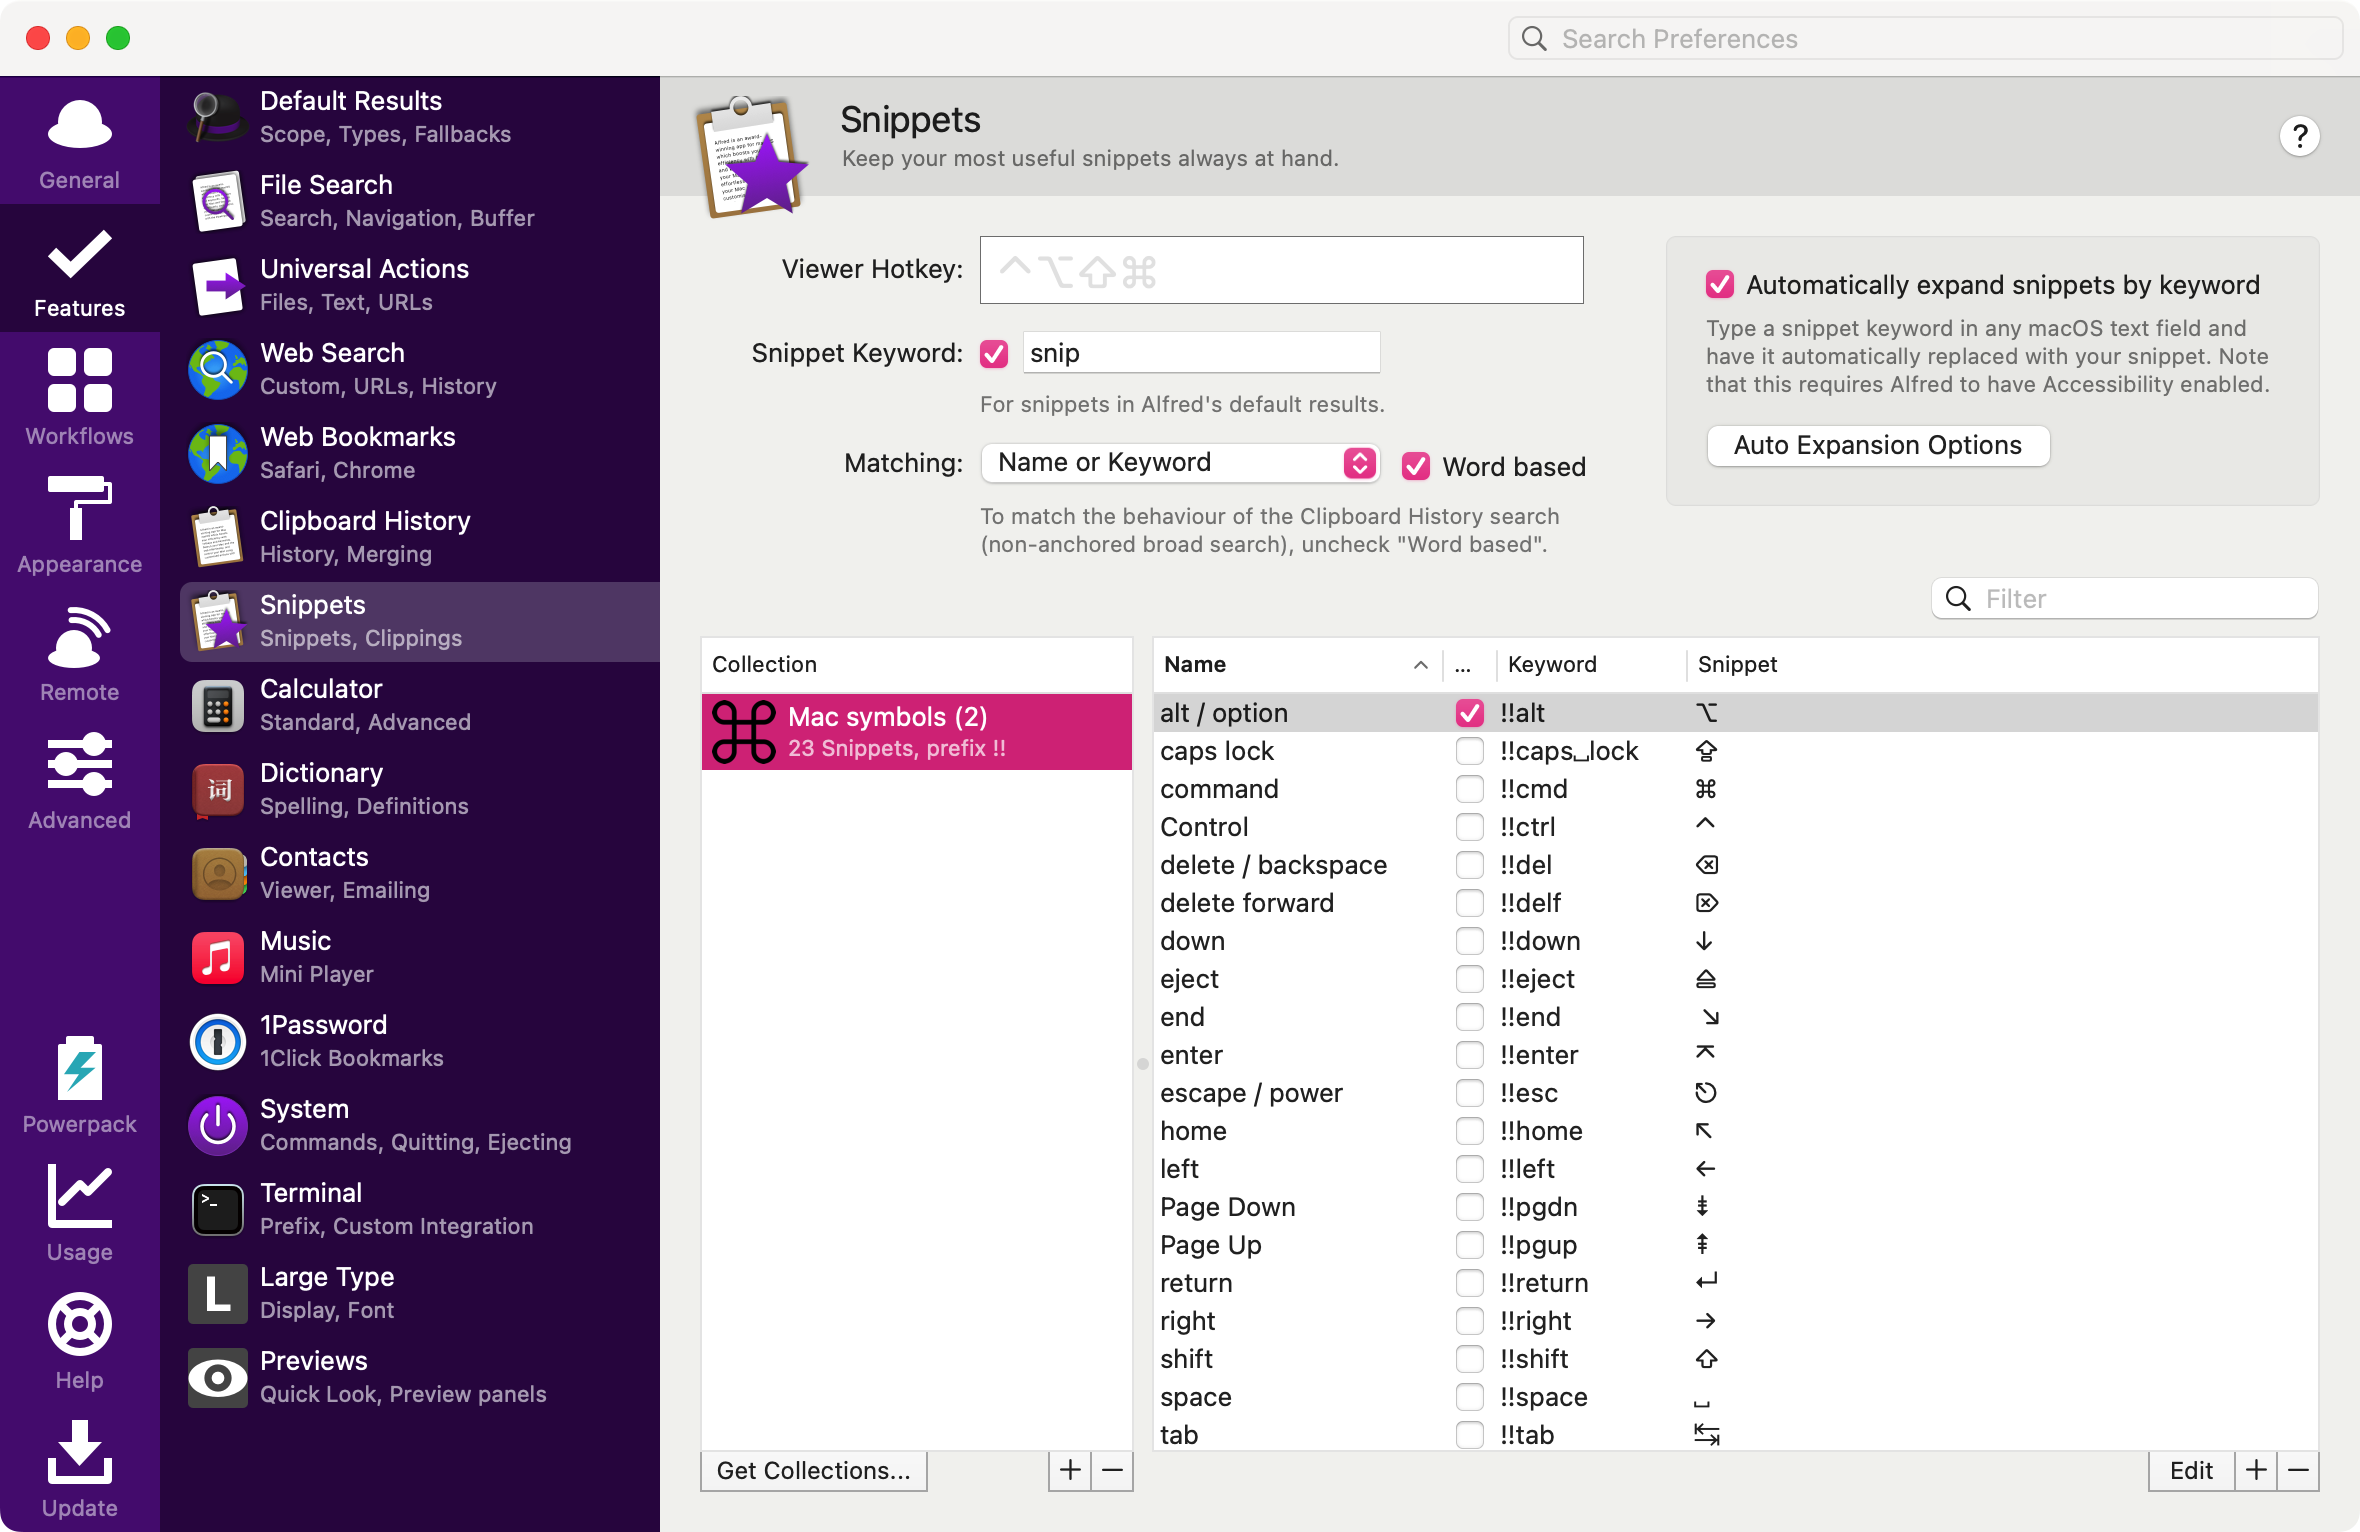 Search Preferences
General
Features
Workflows
Appearance
Remote
Advanced
Powerpack
Usage
Help
Update
Default Results
Scope, Types, Fallbacks
File Search
Search, Navigation, Buffer
Universal Actions
Files, Text, URLs
Web Search
Custom, URLs, History
Web Bookmarks
Safari, Chrome
Clipboard History
History, Merging
Snippets
Snippets, Clippings
Calculator
Standard, Advanced
词
Dictionary
Spelling, Definitions
Contacts
Viewer, Emailing
Music
Mini Player
1Password
1Click Bookmarks
System
Commands, Quitting, Ejecting
>_
Terminal
Prefix, Custom Integration
L
Large Type
Display, Font
Previews
Quick Look, Preview panels
Snippets
Keep your most useful snippets always at hand.
?
Viewer Hotkey: ^⌥⇧⌘
Snippet Keyword: snip
For snippets in Alfred's default results.
Matching: Name or Keyword Word based
To match the behaviour of the Clipboard History search
(non-anchored broad search), uncheck "Word based".
Automatically expand snippets by keyword
Type a snippet keyword in any macOS text field and
have it automatically replaced with your snippet. Note
that this requires Alfred to have Accessibility enabled.
Auto Expansion Options
Filter
Collection
⌘ Mac symbols (2)
23 Snippets, prefix !!
Name ... Keyword Snippet
alt / option !!alt ⌥
caps lock !!caps␣lock ⇪
command !!cmd ⌘
Control !!ctrl ⌃
delete / backspace !!del ⌫
delete forward !!delf ⌦
down !!down ↓
eject !!eject ⏏
end !!end ↘
enter !!enter ⌤
escape / power !!esc ⎋
home !!home ↖
left !!left ←
Page Down !!pgdn ⇟
Page Up !!pgup ⇞
return !!return ↵
right !!right →
shift !!shift ⇧
space !!space ␣
tab !!tab ↹
Get Collections... + −
Edit + −